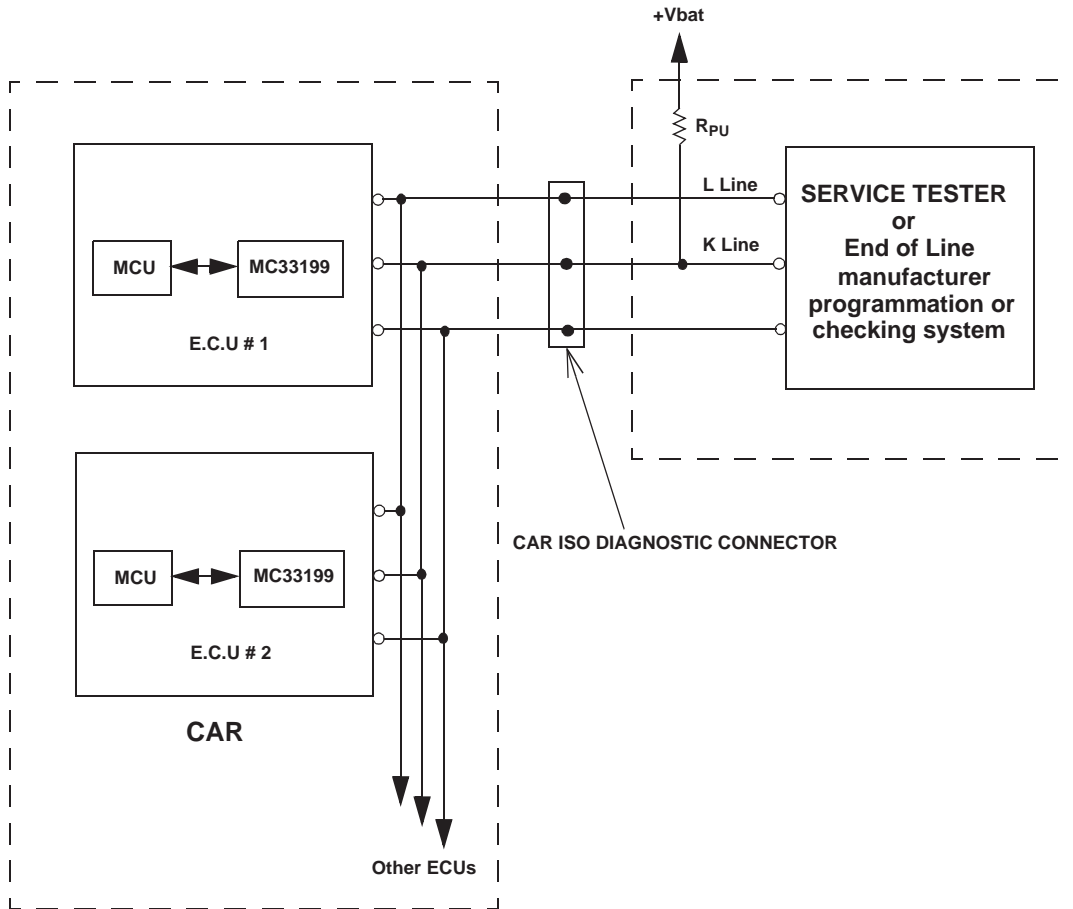 +Vbat
RPU
L Line
K Line
SERVICE TESTER
or
End of Line
manufacturer
programmation or
checking system
MCU
MC33199
E.C.U # 1
CAR ISO DIAGNOSTIC CONNECTOR
MCU
MC33199
E.C.U # 2
CAR
Other ECUs